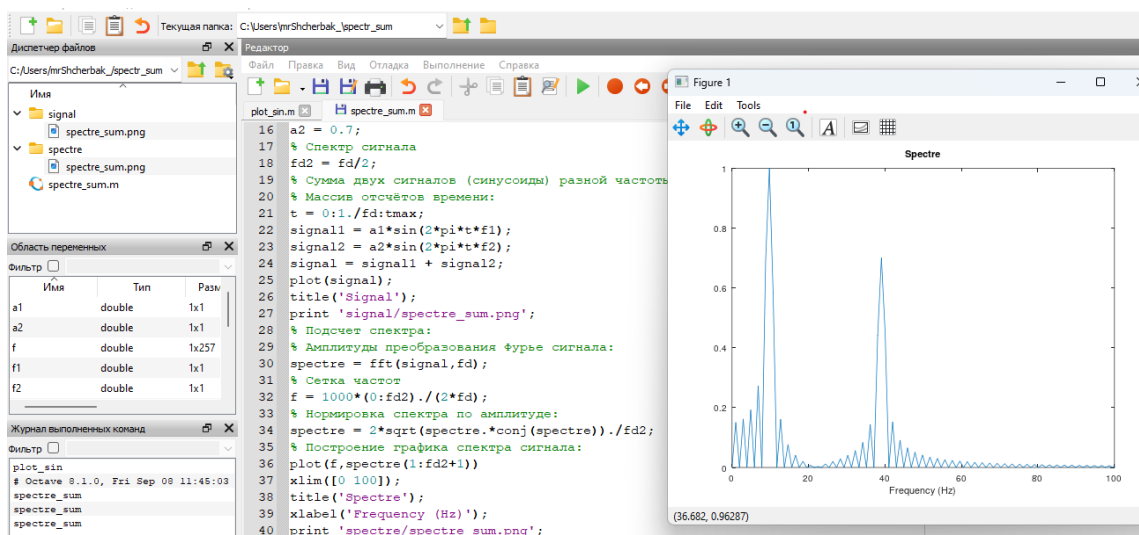 Текущая папка: C:\Users\mrShcherbak_\spectr_sum
Диспетчер файлов
C:/Users/mrShcherbak_/spectr_sum
Имя
signal
spectre_sum.png
spectre
spectre_sum.png
spectre_sum.m
Область переменных
Фильтр
Имя Тип Разм
a1 double 1x1
a2 double 1x1
f double 1x257
f1 double 1x1
f2 double 1x1
Журнал выполненных команд
Фильтр
plot_sin
# Octave 8.1.0, Fri Sep 08 11:45:03
spectre_sum
spectre_sum
spectre_sum
Редактор
Файл Правка Вид Отладка Выполнение Справка
plot_sin.m spectre_sum.m
16 a2 = 0.7;
17 % Спектр сигнала
18 fd2 = fd/2;
19 % Сумма двух сигналов (синусоиды) разной частоты
20 % Массив отсчётов времени:
21 t = 0:1./fd:tmax;
22 signal1 = a1*sin(2*pi*t*f1);
23 signal2 = a2*sin(2*pi*t*f2);
24 signal = signal1 + signal2;
25 plot(signal);
26 title('Signal');
27 print 'signal/spectre_sum.png';
28 % Подсчет спектра:
29 % Амплитуды преобразования Фурье сигнала:
30 spectre = fft(signal,fd);
31 % Сетка частот
32 f = 1000*(0:fd2)./(2*fd);
33 % Нормировка спектра по амплитуде:
34 spectre = 2*sqrt(spectre.*conj(spectre))./fd2;
35 % Построение графика спектра сигнала:
36 plot(f,spectre(1:fd2+1))
37 xlim([0 100]);
38 title('Spectre');
39 xlabel('Frequency (Hz)');
40 print 'spectre/spectre_sum.png';
Figure 1
File Edit Tools
Spectre
1
0.8
0.6
0.4
0.2
0
0 20 40 60 80 100
Frequency (Hz)
(36.682, 0.96287)